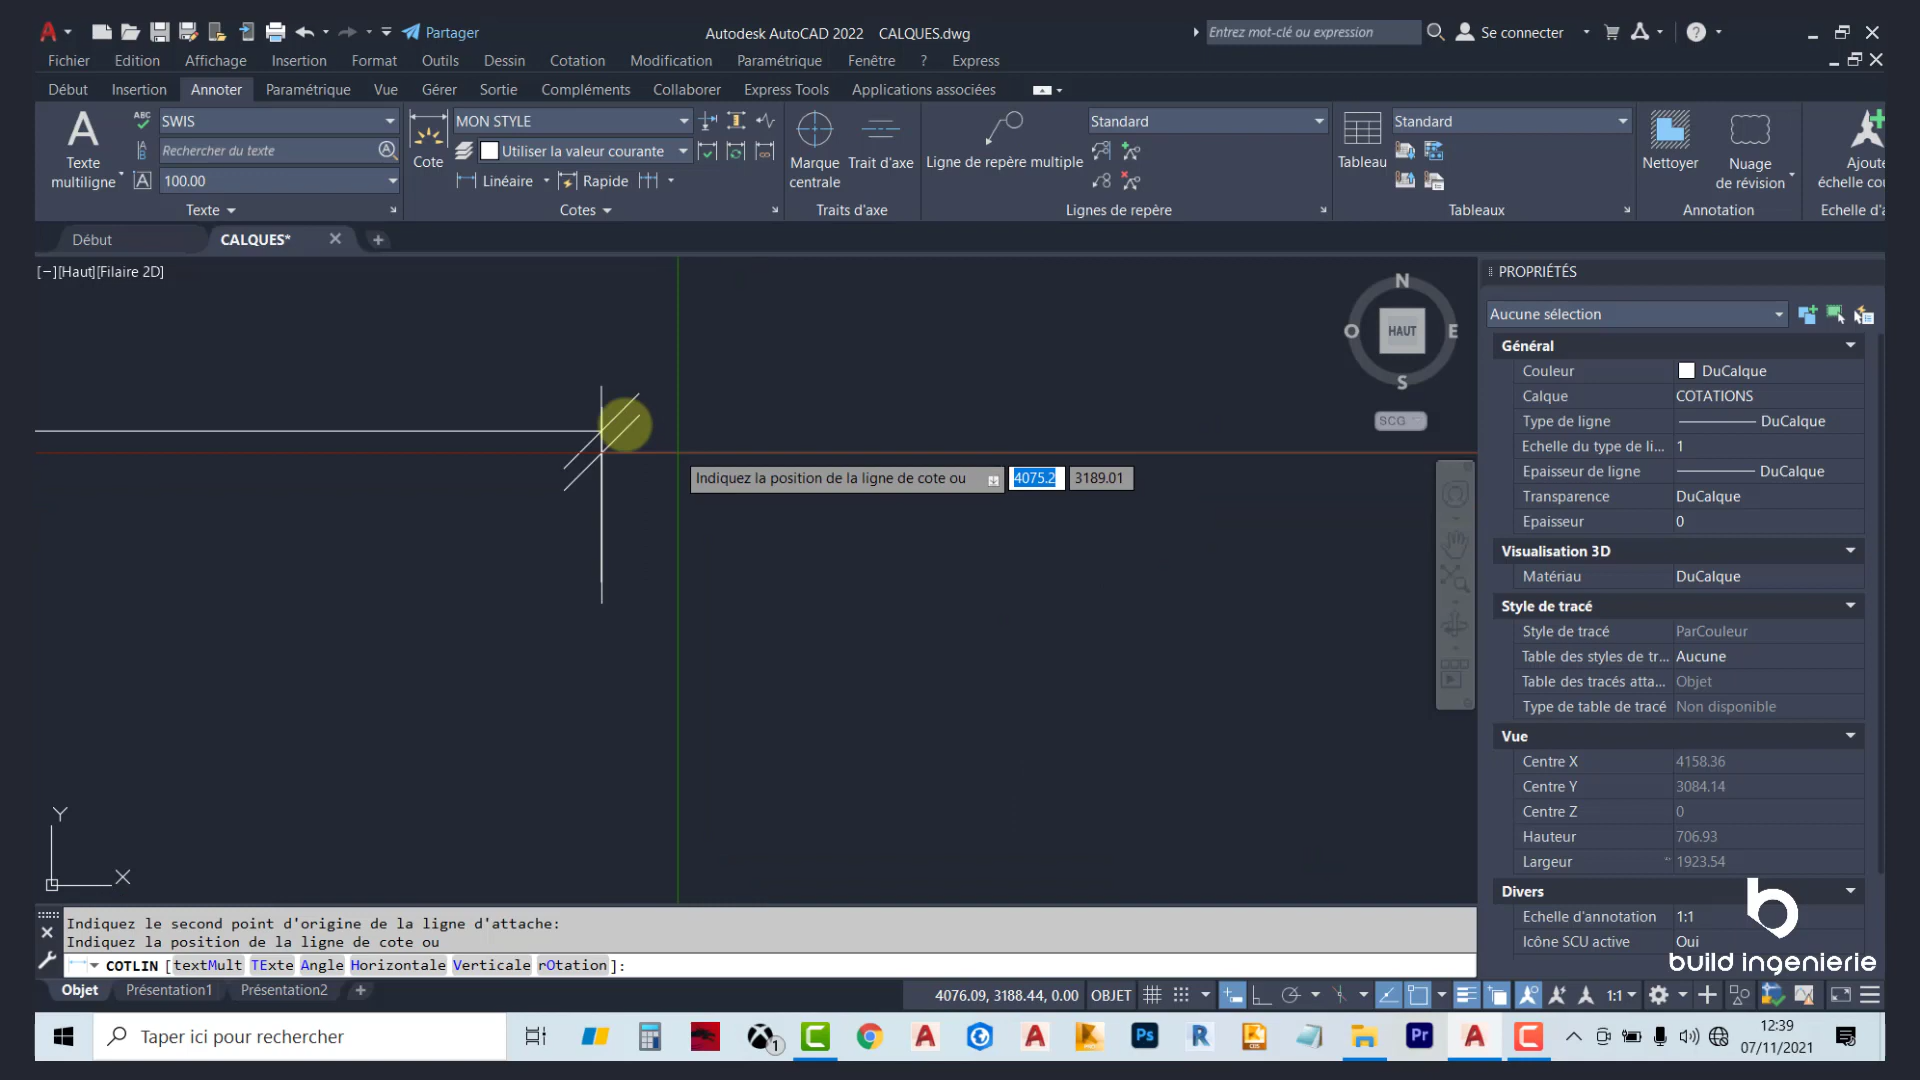 Partager
Autodesk AutoCAD 2022 CALQUES.dwg
Entrez mot-clé ou expression
Se connecter
Fichier Edition Affichage Insertion Format Outils Dessin Cotation Modification Paramétrique Fenêtre ? Express
Début Insertion Annoter Paramétrique Vue Gérer Sortie Compléments Collaborer Express Tools Applications associées
Texte
multiligne
ABC
SWIS
Rechercher du texte
100.00
Texte
Cote
MON STYLE
Utiliser la valeur courante
Linéaire
Rapide
Cotes
Marque
centrale
Trait d'axe
Traits d'axe
Ligne de repère multiple
Standard
Lignes de repère
Tableau
Standard
Tableaux
Nettoyer
Nuage
de révision
Annotation
Ajoute
échelle cou
Echelle d'a
Début
CALQUES*
[−][Haut][Filaire 2D]
N
O
HAUT
E
S
SCG
Indiquez la position de la ligne de cote ou 4075.2 3189.01
Y
X
PROPRIÉTÉS
Aucune sélection
Général
Couleur DuCalque
Calque COTATIONS
Type de ligne DuCalque
Echelle du type de li... 1
Epaisseur de ligne DuCalque
Transparence DuCalque
Epaisseur 0
Visualisation 3D
Matériau DuCalque
Style de tracé
Style de tracé ParCouleur
Table des styles de tr... Aucune
Table des tracés atta... Objet
Type de table de tracé Non disponible
Vue
Centre X 4158.36
Centre Y 3084.14
Centre Z 0
Hauteur 706.93
Largeur 1923.54
Divers
Echelle d'annotation 1:1
Icône SCU active Oui
build ingenierie
Indiquez le second point d'origine de la ligne d'attache:
Indiquez la position de la ligne de cote ou
COTLIN [textMult TExte Angle Horizontale Verticale rOtation]:
Objet Présentation1 Présentation2
4076.09, 3188.44, 0.00 OBJET
1:1
Taper ici pour rechercher
1
Ps
R
Pr
12:39
07/11/2021